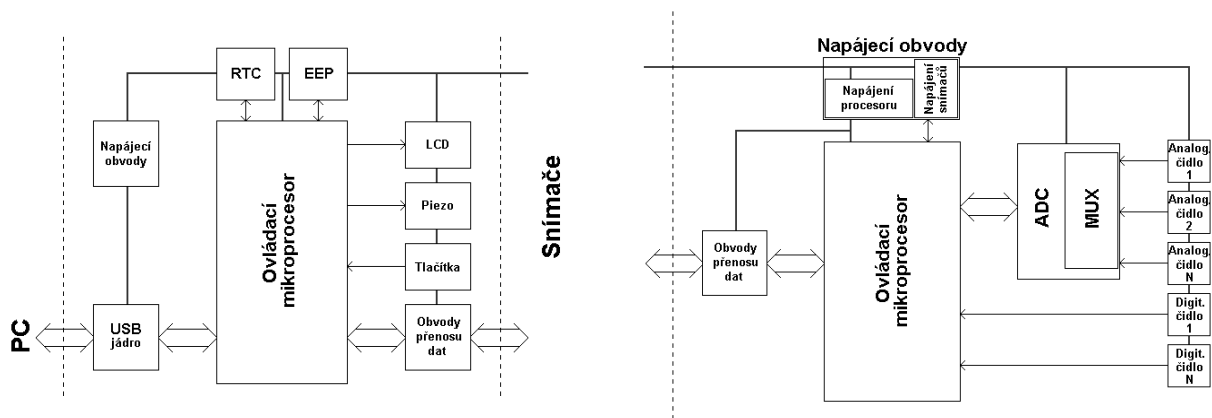 RTC
EEP
Napájecí
obvody
LCD
Piezo
Tlačítka
Ovládací
mikroprocesor
PC
USB
jádro
Obvody
přenosu
dat
Snímače
Napájecí obvody
Napájení
procesoru
Napájení
snímačů
Obvody
přenosu
dat
Ovládací
mikroprocesor
ADC
MUX
Analog.
čidlo
1
Analog.
čidlo
2
Analog.
čidlo
N
Digit.
čidlo
1
Digit.
čidlo
N